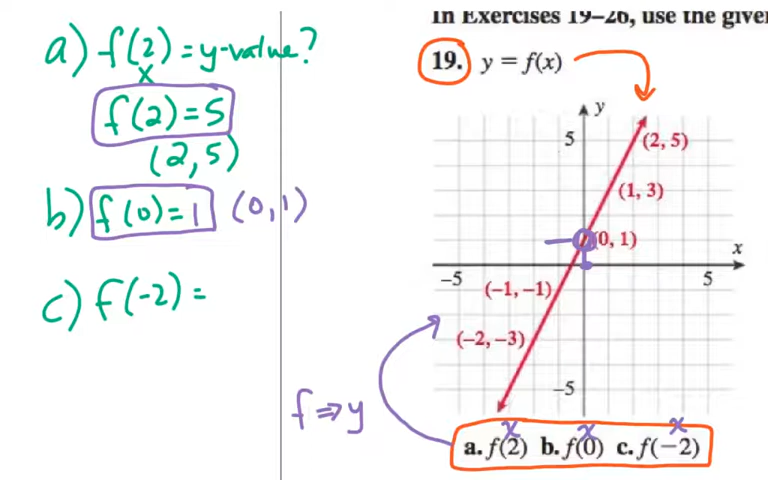 a) f(2) = y-value?
x
f(2) = 5
(2, 5)
b) f(0) = 1 (0, 1)
c) f(-2) =
f ⇒ y
In Exercises 19–26, use the give
19. y = f(x)
y
5
(2, 5)
(1, 3)
(0, 1)
x
−5
5
(−1, −1)
(−2, −3)
−5
x x x
a. f(2) b. f(0) c. f(−2)